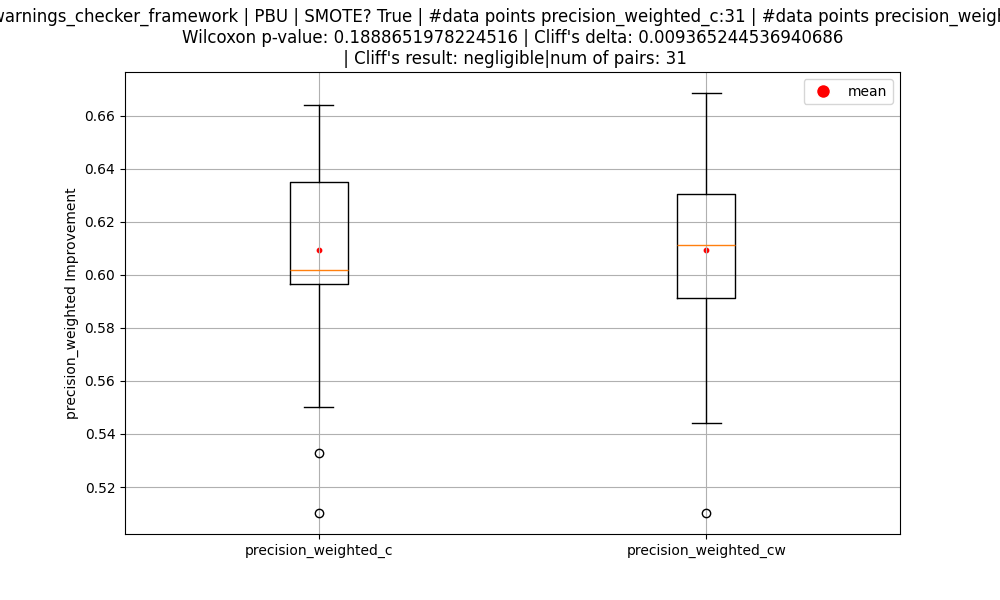 warnings_checker_framework | PBU | SMOTE? True | #data points precision_weighted_c:31 | #data points
Wilcoxon p-value: 0.1888651978224516 | Cliff's delta: 0.009365244536940686
| Cliff's result: negligible|num of pairs: 31
mean
0.66
0.64
0.62
0.60
0.58
0.56
0.54
0.52
precision_weighted Improvement
precision_weighted_c
precision_weighted_cw